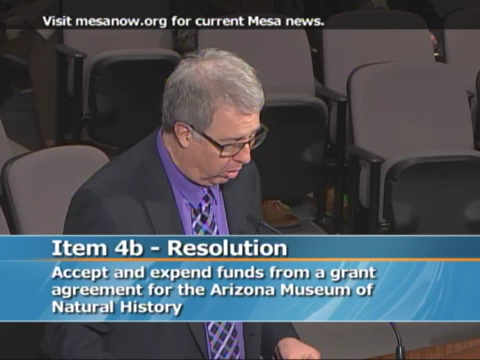 Visit mesanow.org for current Mesa news.
Item 4b - Resolution
Accept and expend funds from a grant
agreement for the Arizona Museum of
Natural History